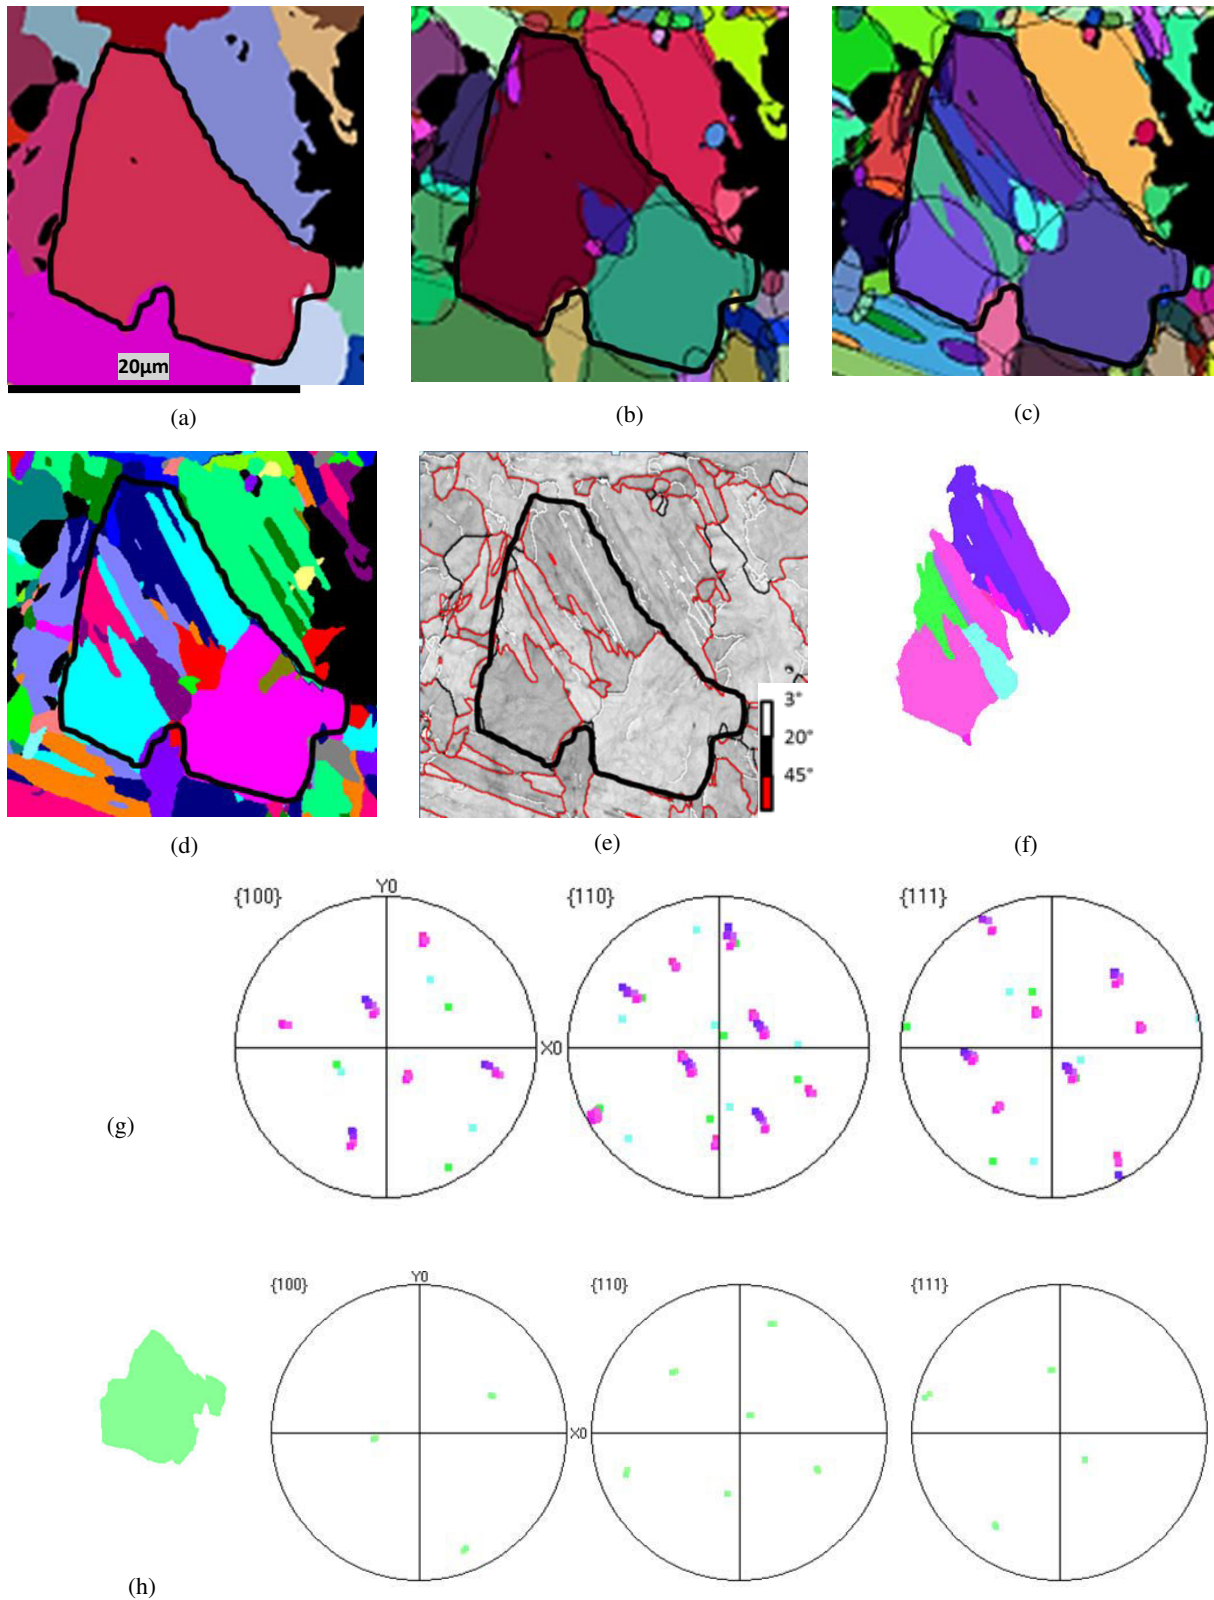 20µm
(a)
(b)
(c)
3°
20°
45°
(d)
(e)
(f)
{100}
Y0
{110}
{111}
X0
(g)
{100}
Y0
{110}
{111}
X0
(h)